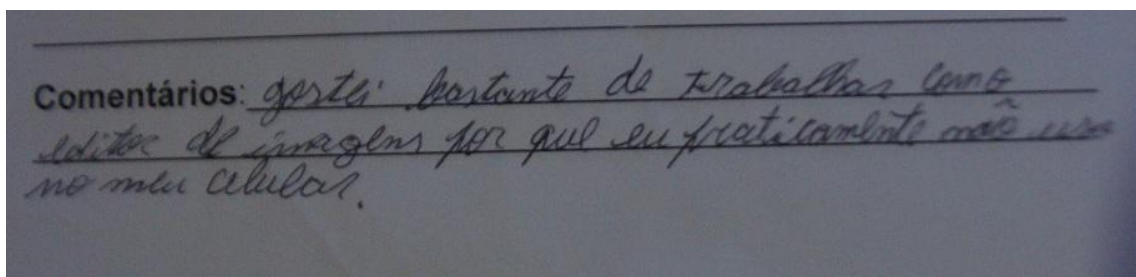 Comentários: gostei bastante de trabalhar como
editor de imagens por que eu praticamente não uso
no meu celular.